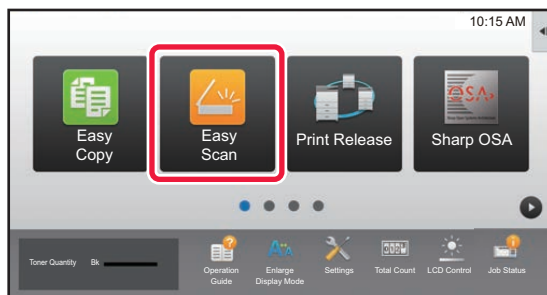 10:15 AM
Easy
Copy
Easy
Scan
Print Release
Sharp OSA
Toner Quantity Bk
Operation
Guide
Enlarge
Display Mode
Settings
Total Count
LCD Control
Job Status